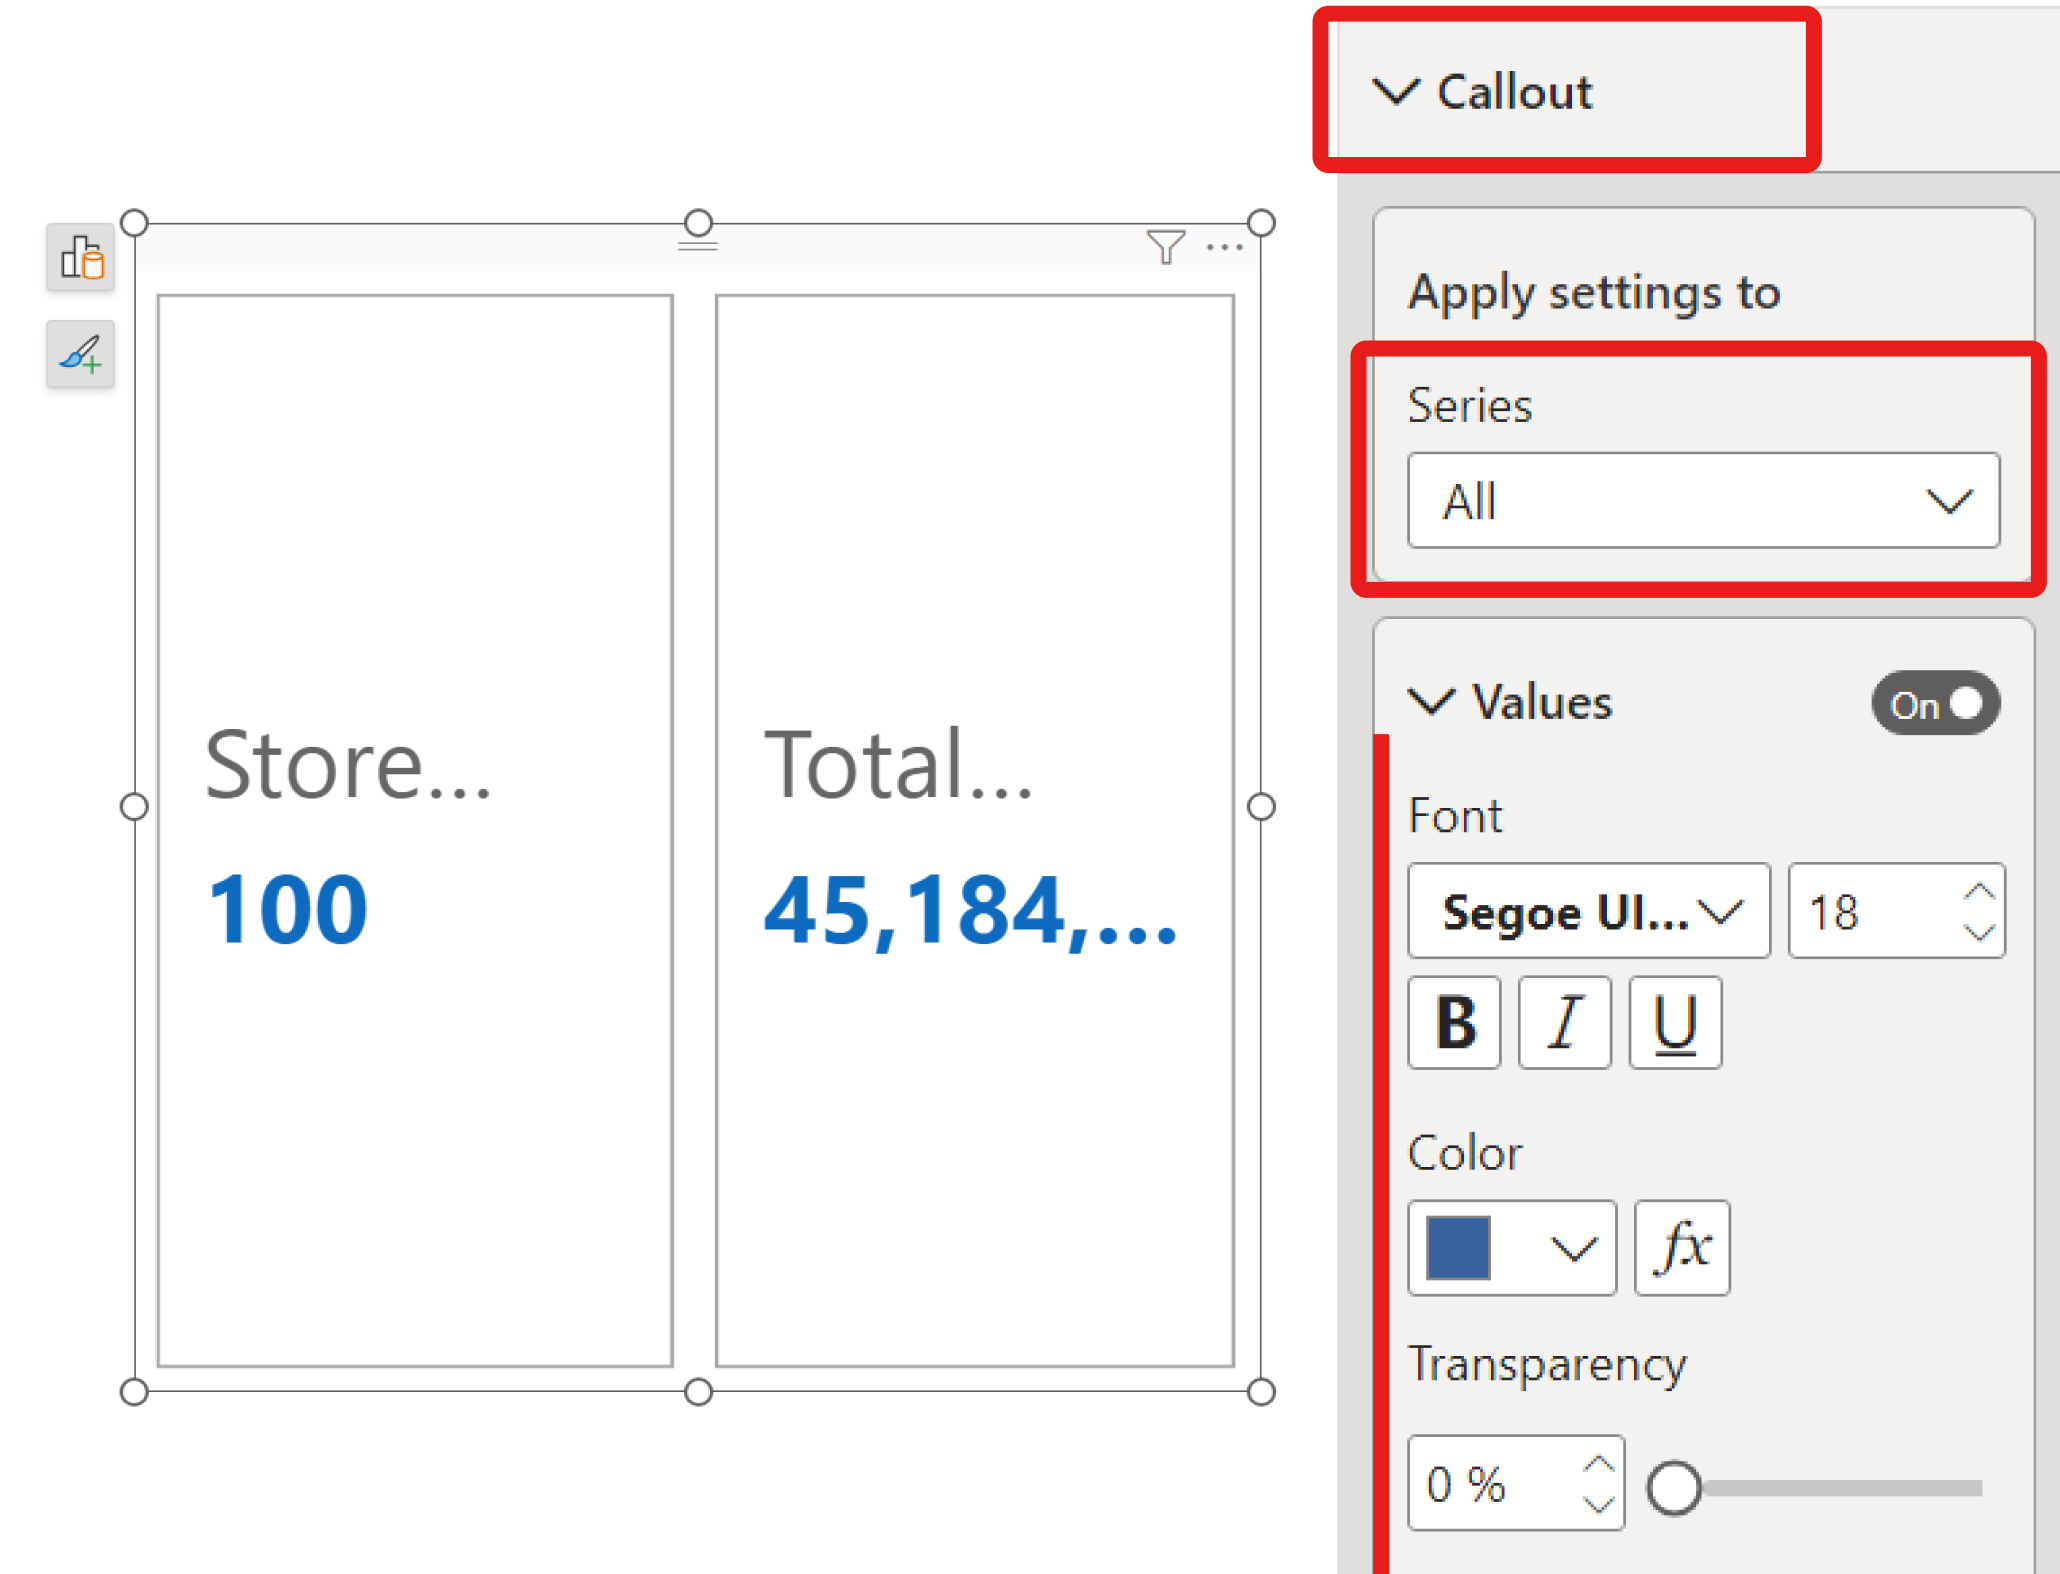 Store...
100
Total...
45,184,...
Callout
Apply settings to
Series
All
Values
On
Font
Segoe UI...
18
B I U
Color
fx
Transparency
0 %